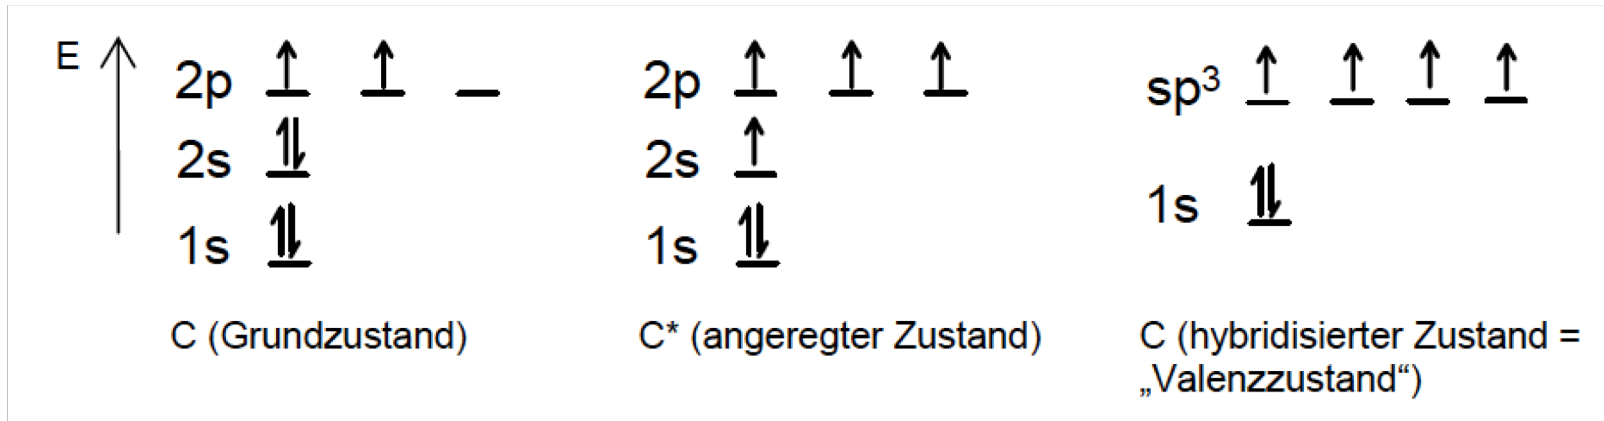 E
2p
2p
sp³
2s
2s
1s
1s
1s
C (Grundzustand)
C* (angeregter Zustand)
C (hybridisierter Zustand =
„Valenzzustand“)